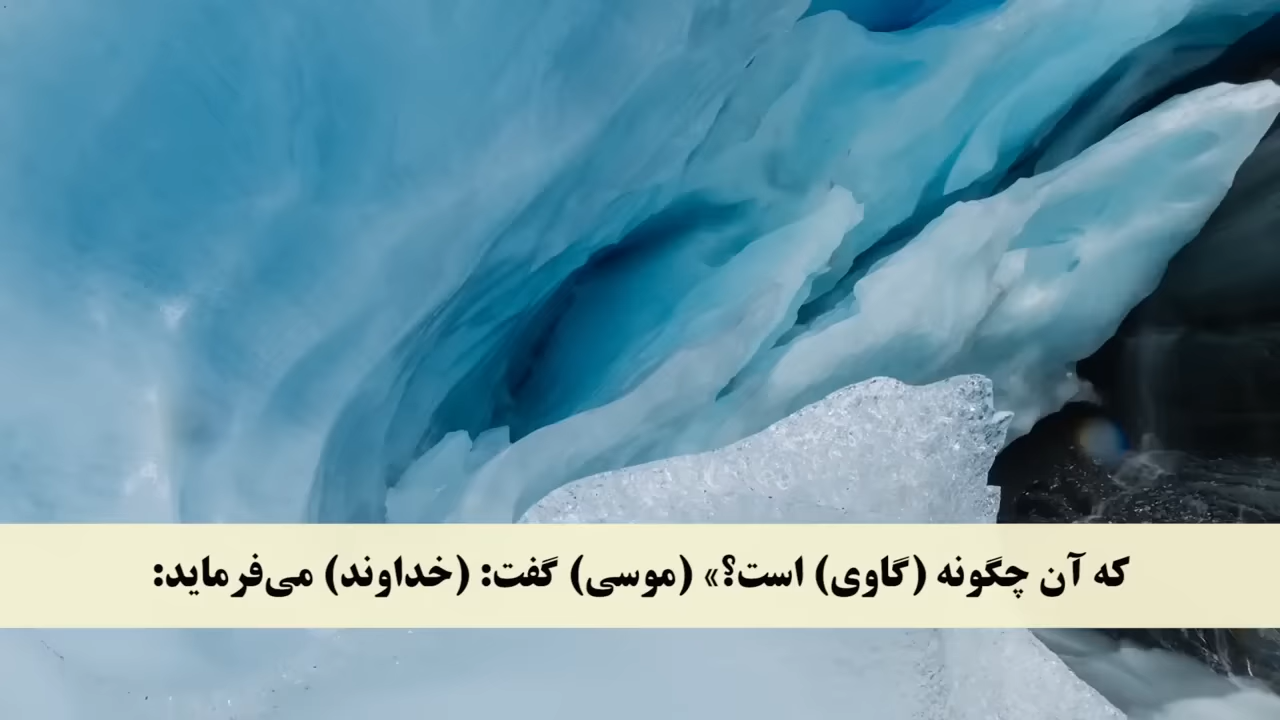 که آن چگونه (گاوی) است؟» (موسی) گفت: (خداوند) می‌فرماید: